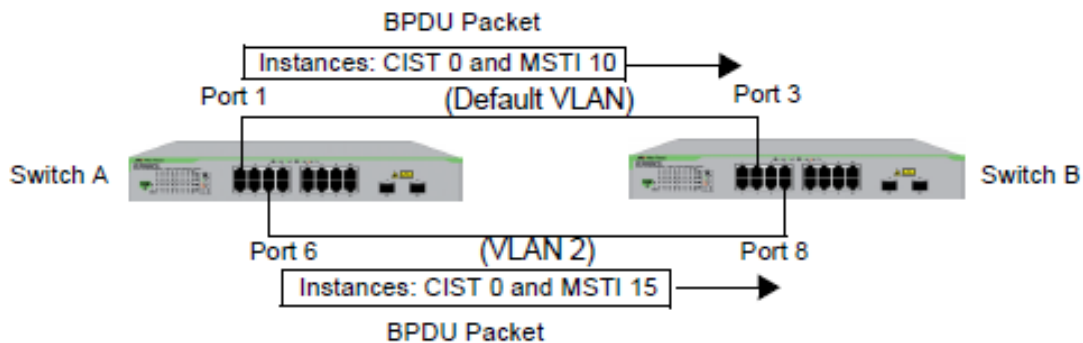 BPDU Packet
Instances: CIST 0 and MSTI 10
Port 1
(Default VLAN)
Port 3
Switch A
Switch B
Port 6
(VLAN 2)
Port 8
Instances: CIST 0 and MSTI 15
BPDU Packet